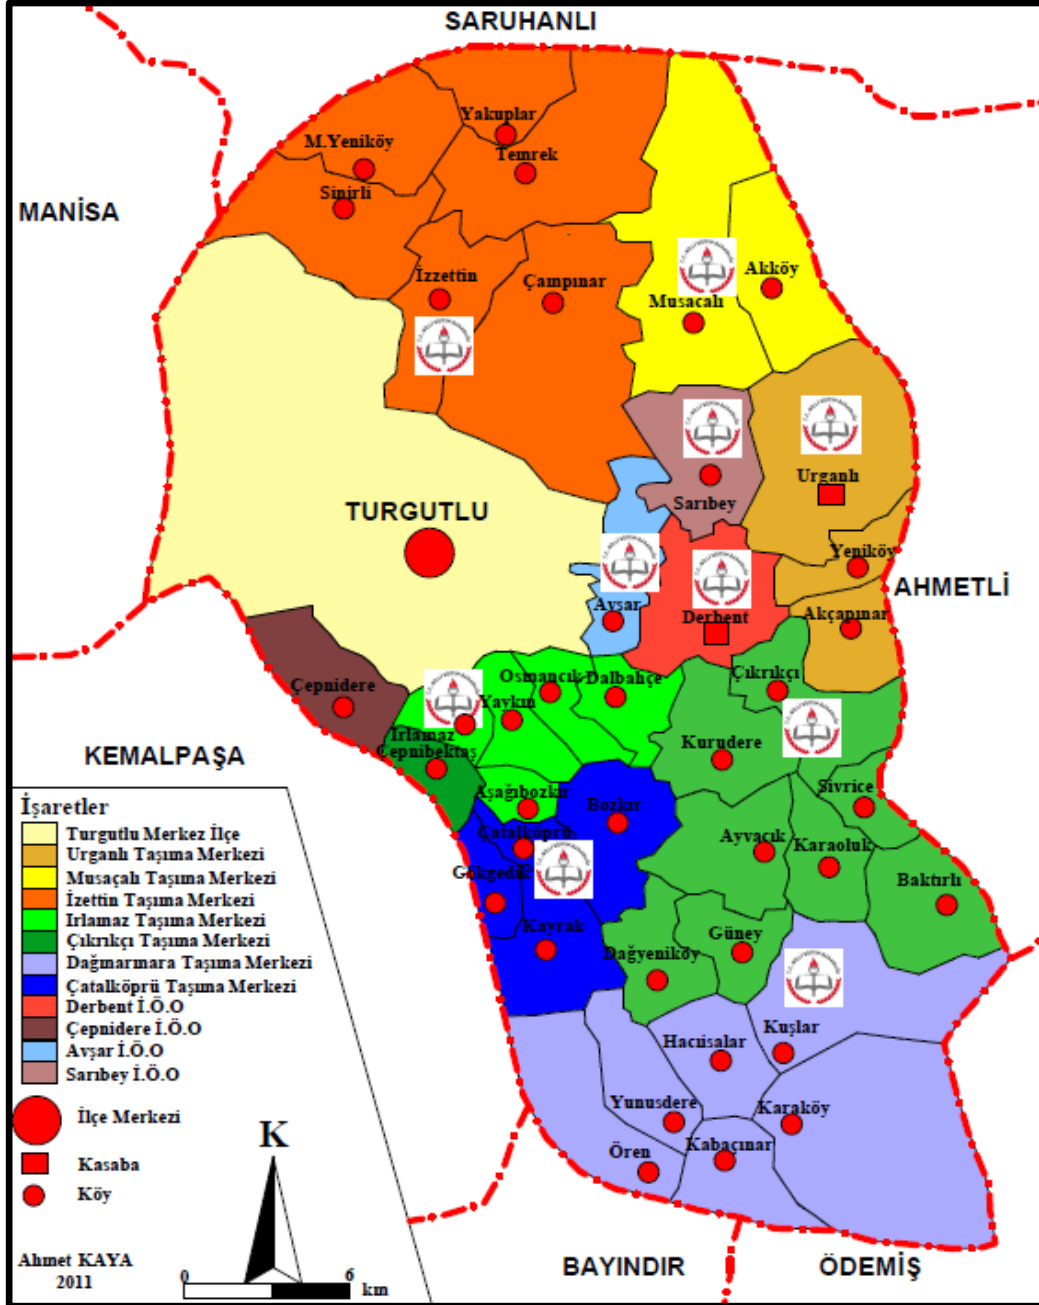 SARUHANLI
Yakuplar
M.Yeniköy
Temrek
Sinirli
MANİSA
İzzettin
Çampınar
Akköy
Musacalı
Urganlı
Sarıbey
TURGUTLU
Yeniköy
AHMETLİ
Avşar
Derbent
Akçapınar
Çıkrıkçı
Osmancık
Dalbahçe
Çepnidere
Yaykın
Irlamaz
Kurudere
Çepnibektaş
KEMALPAŞA
Sivrice
Aşağıbozkır
Bozkır
Çatalköprü
Ayvacık
Karaoluk
Gökgedik
Baktırlı
Kayrak
Güney
Dağyeniköy
Kuşlar
Hacıisalar
Yunusdere
Karaköy
Kabaçınar
Ören
İşaretler
Turgutlu Merkez İlçe
Urganlı Taşıma Merkezi
Musaçalı Taşıma Merkezi
İzettin Taşıma Merkezi
Irlamaz Taşıma Merkezi
Çıkrıkçı Taşıma Merkezi
Dağmarmara Taşıma Merkezi
Çatalköprü Taşıma Merkezi
Derbent İ.Ö.O
Çepnidere İ.Ö.O
Avşar İ.Ö.O
Sarıbey İ.Ö.O
İlçe Merkezi
Kasaba
Köy
K
Ahmet KAYA
2011
0 6
km
BAYINDIR
ÖDEMİŞ